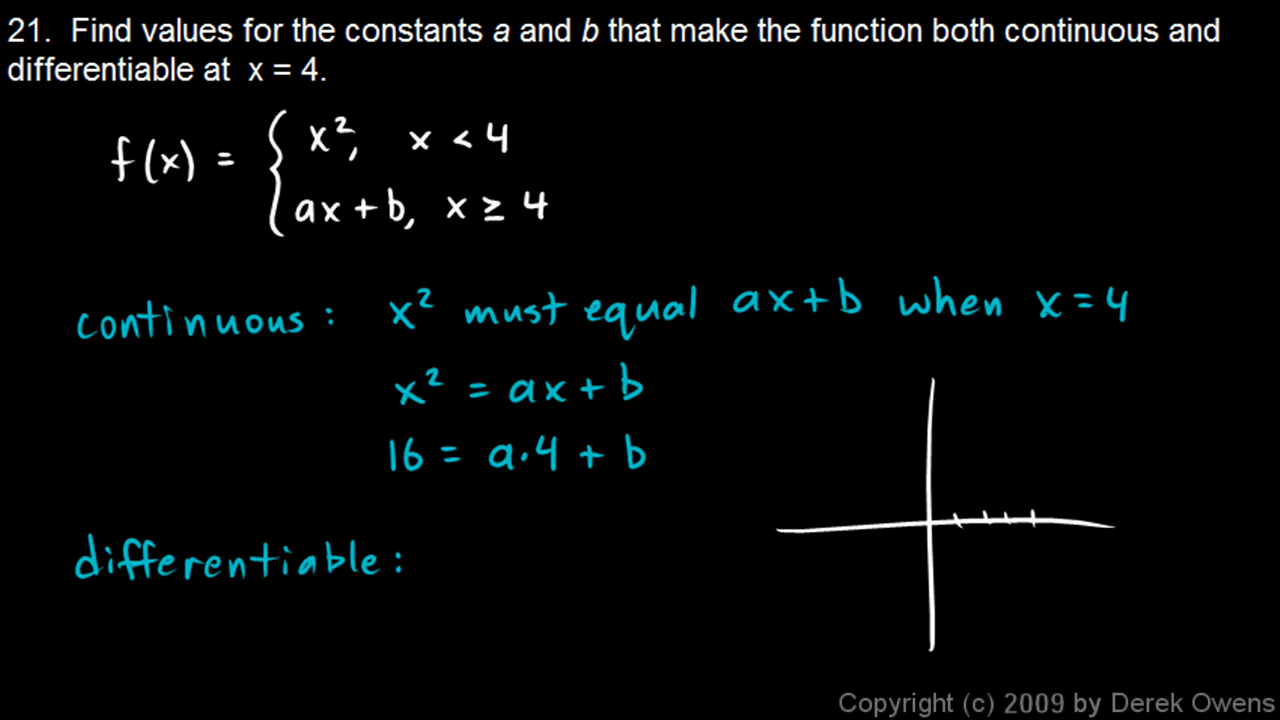 21. Find values for the constants a and b that make the function both continuous and
differentiable at x = 4.
f(x) = { x², x < 4
ax + b, x ≥ 4
continuous: x² must equal ax + b when x = 4
x² = ax + b
16 = a·4 + b
differentiable:
Copyright (c) 2009 by Derek Owens